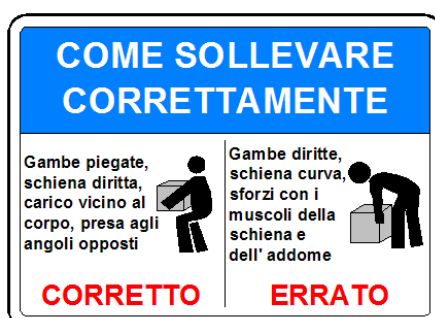 COME SOLLEVARE
CORRETTAMENTE
Gambe piegate,
schiena diritta,
carico vicino al
corpo, presa agli
angoli opposti
CORRETTO
Gambe diritte,
schiena curva,
sforzi con i
muscoli della
schiena e
dell' addome
ERRATO